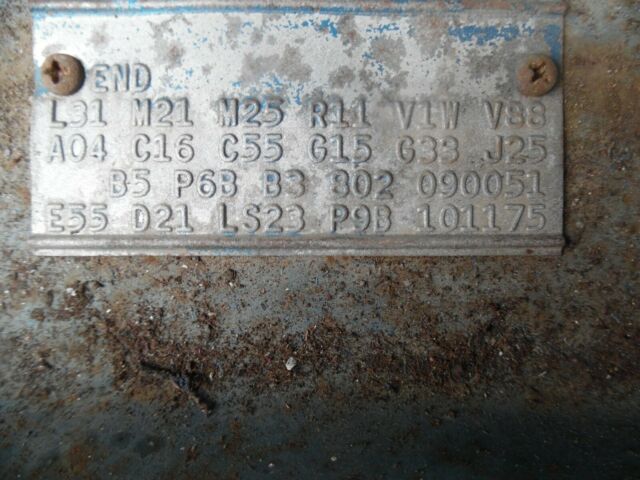 END
L31 M21 M25 R11 V1W V88
A04 C16 C55 G15 G33 J25
B5 P6B B3 802 090051
E55 D21 LS23 P9B 101175